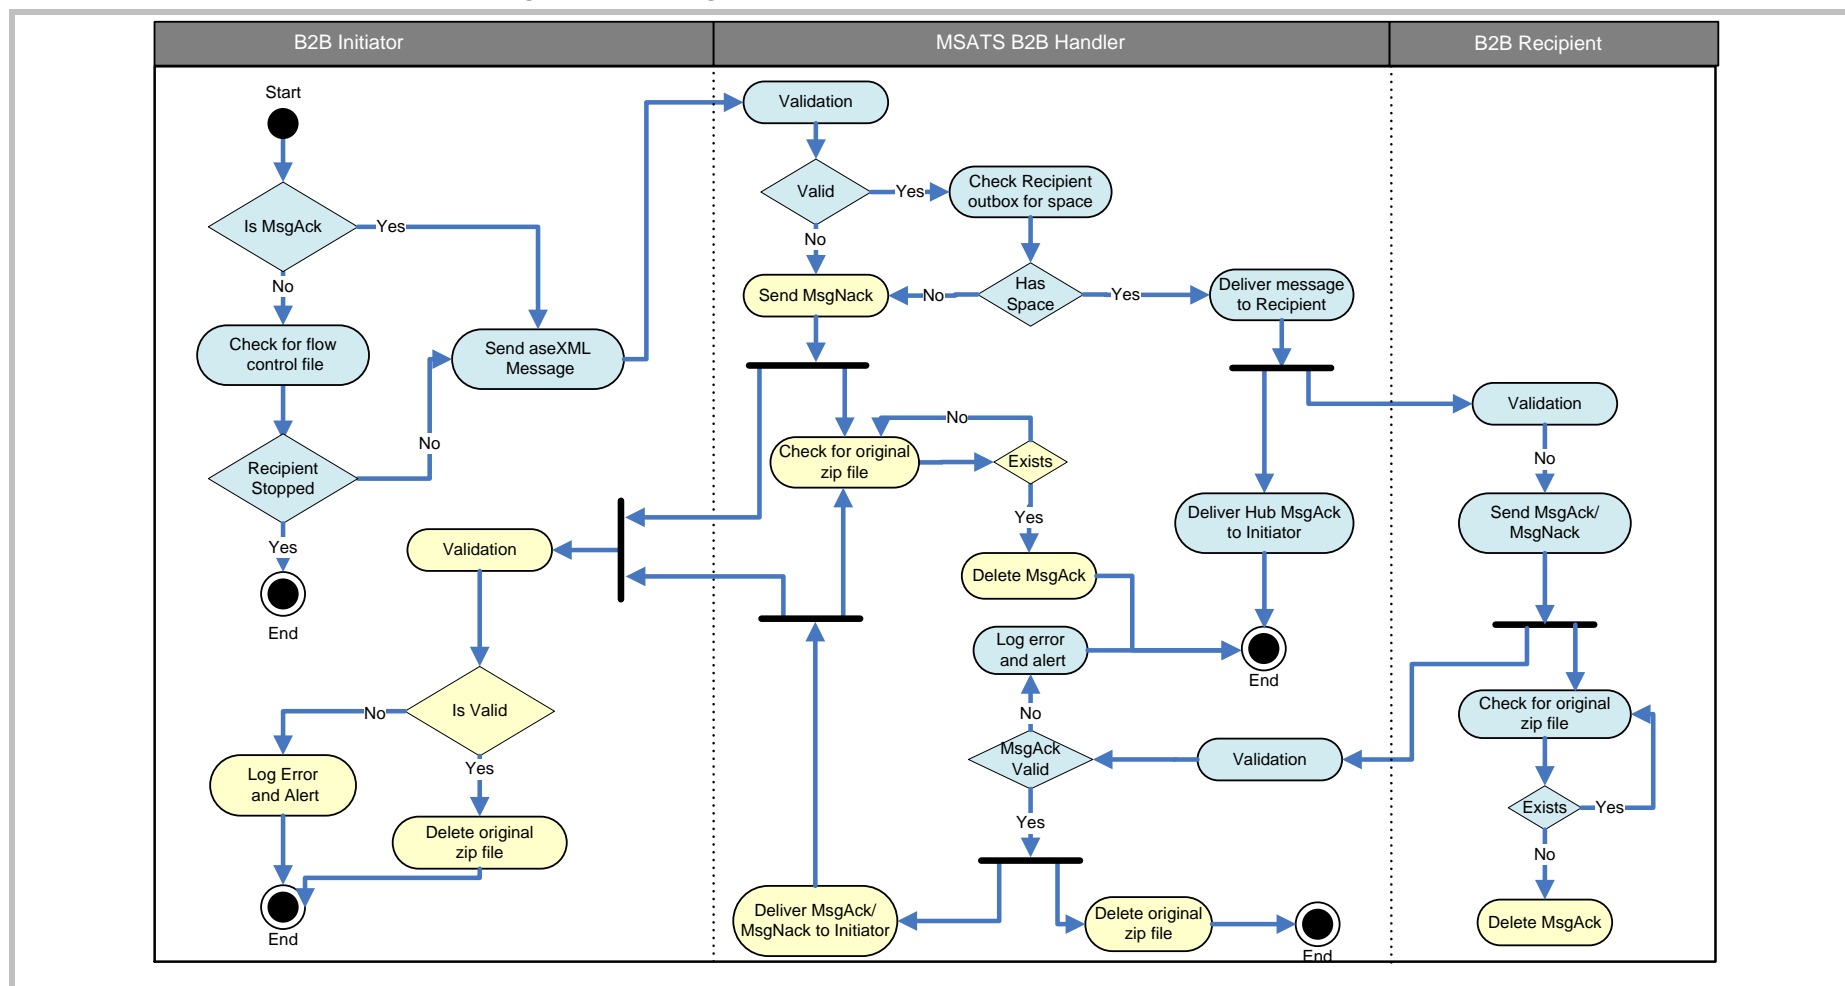 B2B Initiator
MSATS B2B Handler
B2B Recipient
Start
Is MsgAck
Yes
No
Check for flow
control file
Send aseXML
Message
No
Recipient
Stopped
Yes
End
Validation
Is Valid
No
Yes
Log Error
and Alert
Delete original
zip file
End
Validation
Valid
Yes
No
Check Recipient
outbox for space
Send MsgNack
No
Has
Space
Yes
Deliver message
to Recipient
No
Check for original
zip file
Exists
Yes
Delete MsgAck
Deliver Hub MsgAck
to Initiator
Log error
and alert
End
No
MsgAck
Valid
Validation
Yes
Deliver MsgAck/
MsgNack to Initiator
Delete original
zip file
End
Validation
No
Send MsgAck/
MsgNack
Check for original
zip file
Exists
Yes
No
Delete MsgAck